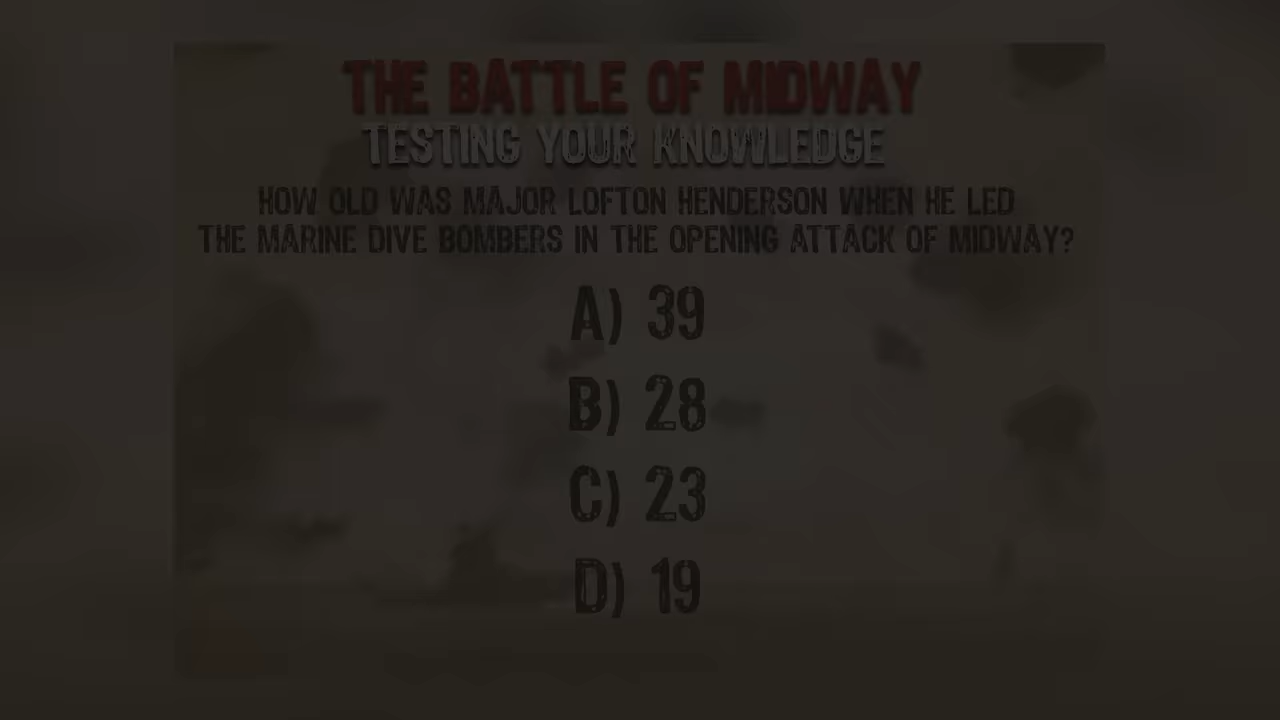 THE BATTLE OF MIDWAY
TESTING YOUR KNOWLEDGE
HOW OLD WAS MAJOR LOFTON HENDERSON WHEN HE LED
THE MARINE DIVE BOMBERS IN THE OPENING ATTACK OF MIDWAY?
A) 39
B) 28
C) 23
D) 19